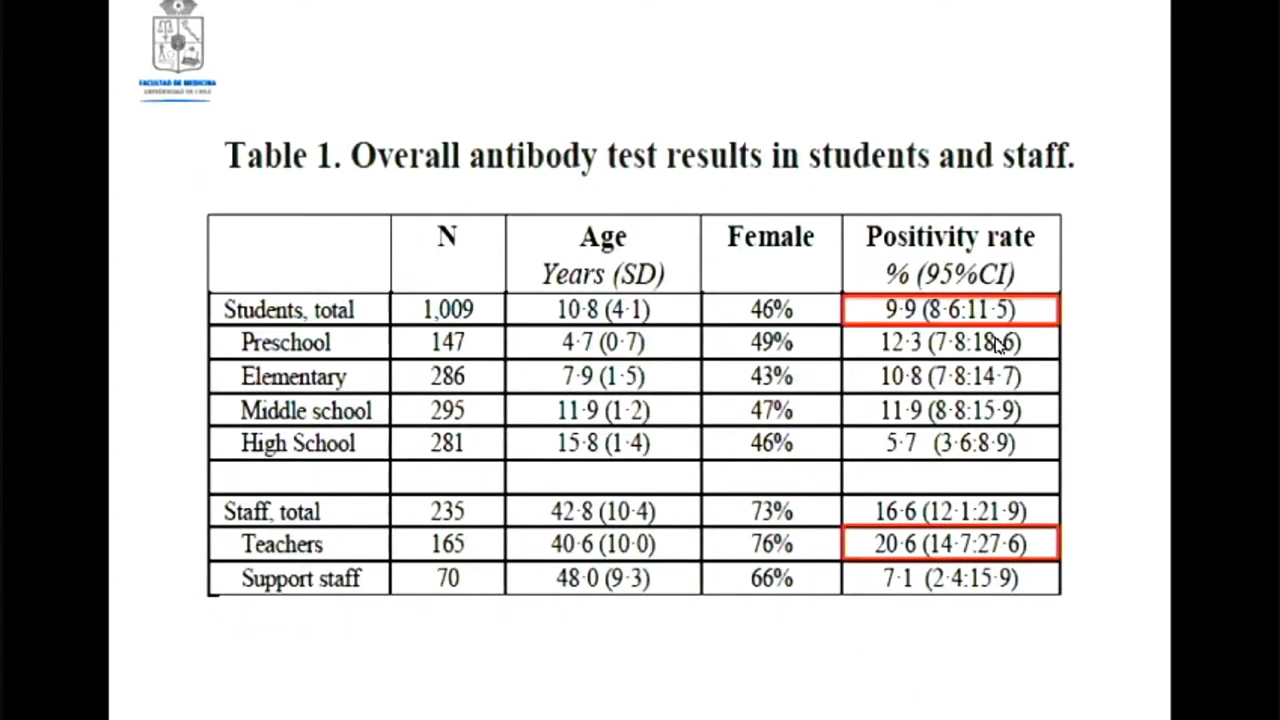 FACULTAD DE MEDICINA
UNIVERSIDAD DE CHILE
Table 1. Overall antibody test results in students and staff.
N Age Female Positivity rate
Years (SD) % (95%CI)
Students, total 1,009 10·8 (4·1) 46% 9·9 (8·6:11·5)
Preschool 147 4·7 (0·7) 49% 12·3 (7·8:18·6)
Elementary 286 7·9 (1·5) 43% 10·8 (7·8:14·7)
Middle school 295 11·9 (1·2) 47% 11·9 (8·8:15·9)
High School 281 15·8 (1·4) 46% 5·7 (3·6:8·9)
Staff, total 235 42·8 (10·4) 73% 16·6 (12·1:21·9)
Teachers 165 40·6 (10·0) 76% 20·6 (14·7:27·6)
Support staff 70 48·0 (9·3) 66% 7·1 (2·4:15·9)